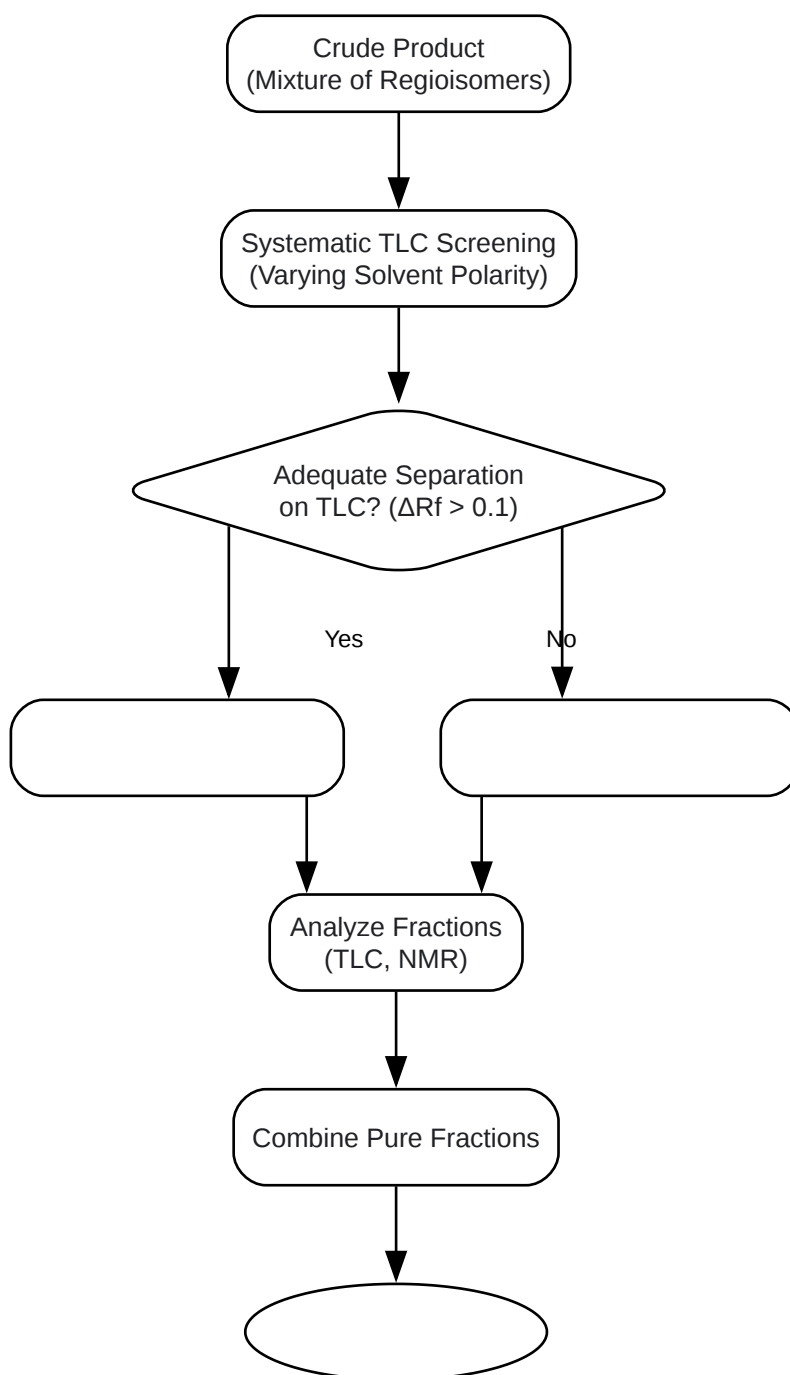 Crude Product
(Mixture of Regioisomers)
Systematic TLC Screening
(Varying Solvent Polarity)
Adequate Separation
on TLC? (ΔRf > 0.1)
Yes
No
Analyze Fractions
(TLC, NMR)
Combine Pure Fractions